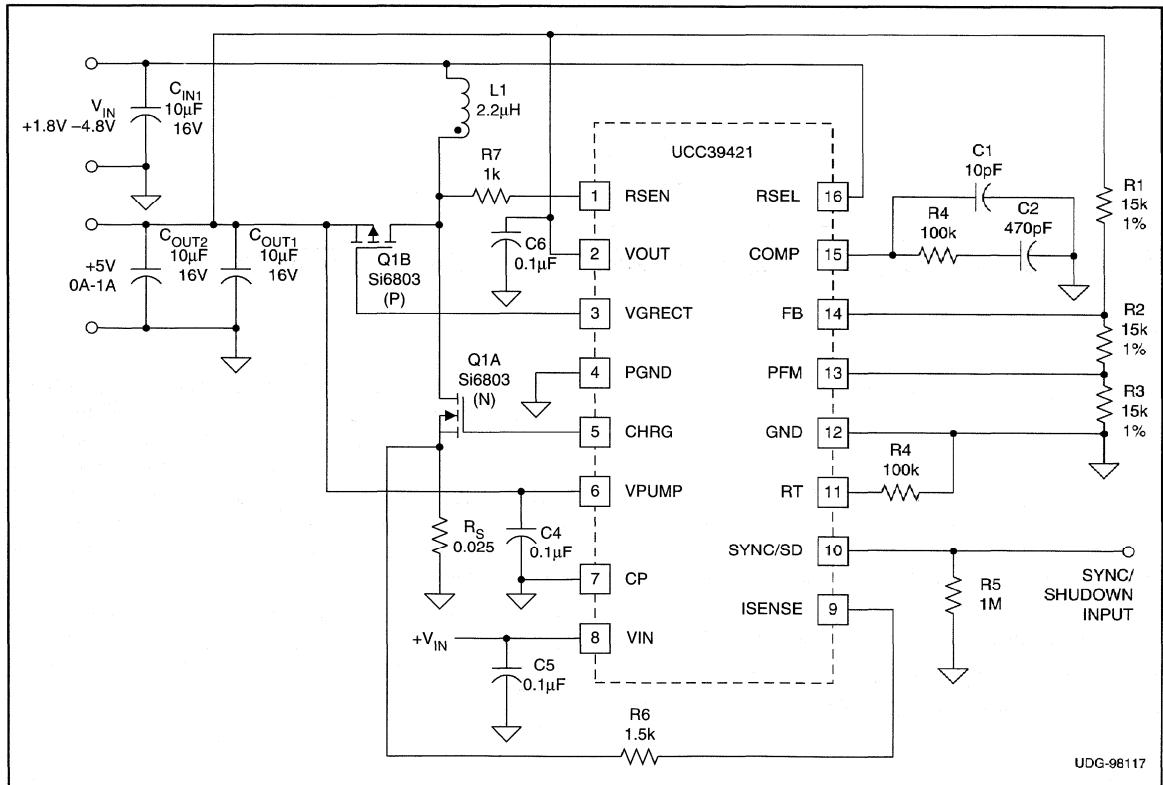 C_IN1
10µF
16V
V_IN
+1.8V –4.8V
L1
2.2µH
UCC39421
R7
1k
1
RSEN
RSEL
16
C1
10pF
R4
100k
C2
470pF
R1
15k
1%
C_OUT2
10µF
16V
C_OUT1
10µF
16V
+5V
0A-1A
Q1B
Si6803
(P)
C6
0.1µF
2
VOUT
COMP
15
3
VGRECT
FB
14
R2
15k
1%
Q1A
Si6803
(N)
4
PGND
PFM
13
R3
15k
1%
5
CHRG
GND
12
R4
100k
6
VPUMP
RT
11
R_S
0.025
C4
0.1µF
SYNC/SD
10
7
CP
R5
1M
SYNC/
SHUDOWN
INPUT
ISENSE
9
+V_IN
8
VIN
C5
0.1µF
R6
1.5k
UDG-98117